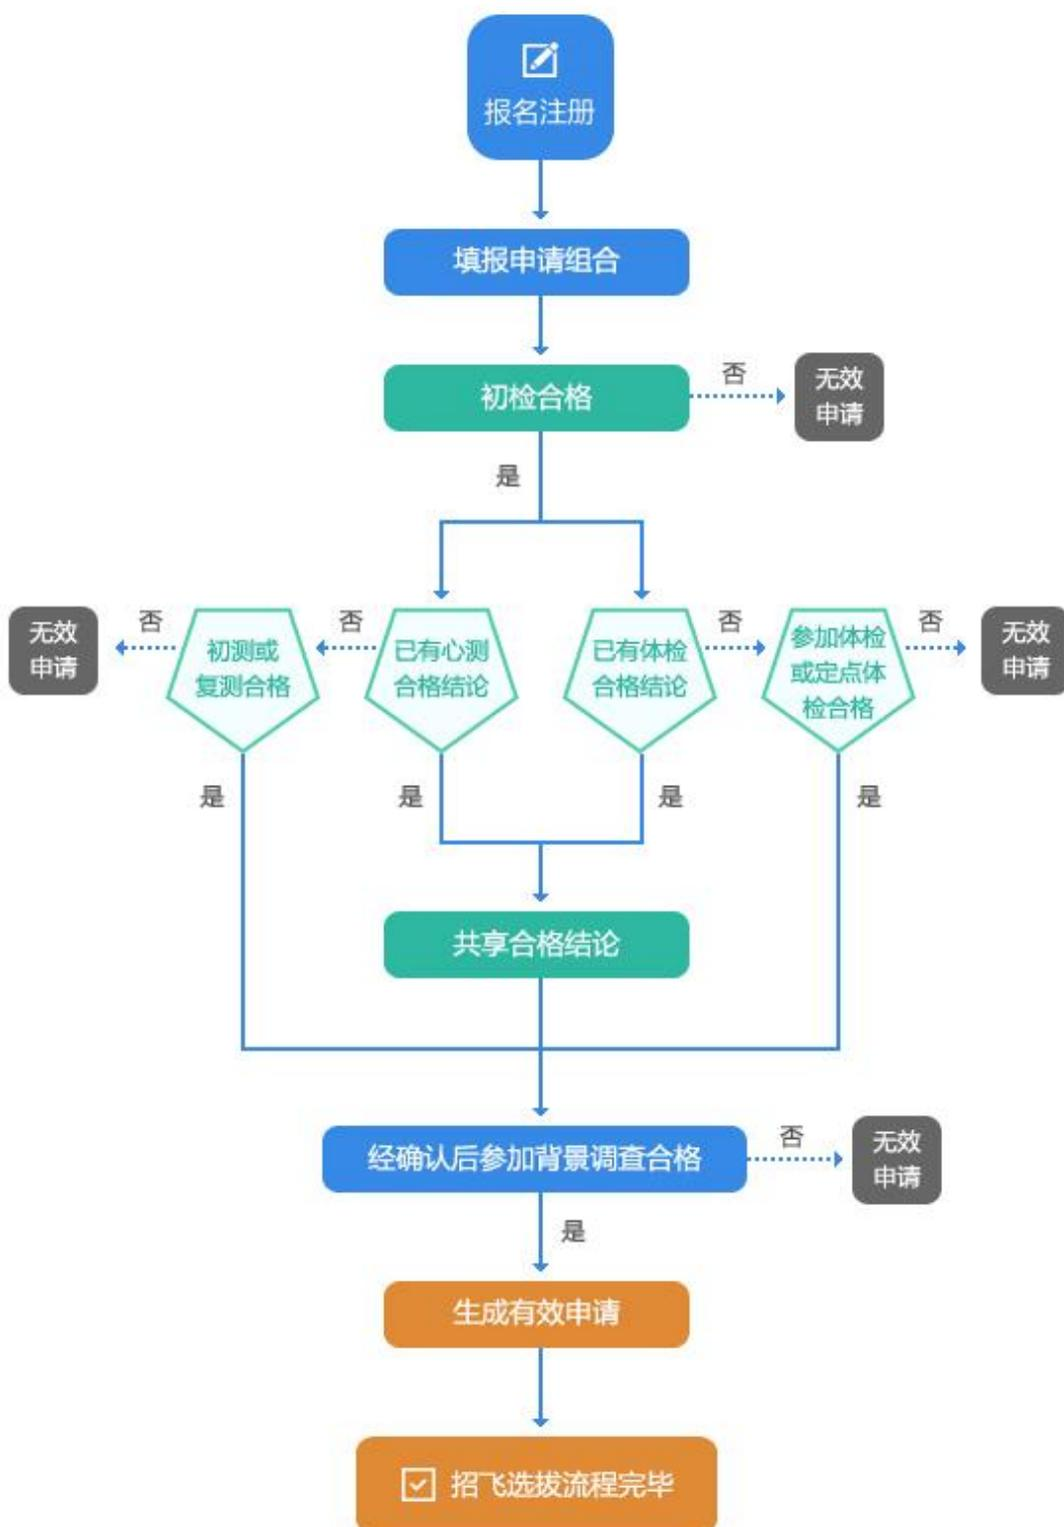 报名注册
填报申请组合
初检合格
否
无效
申请
是
无效
申请
否
初测或
复测合格
否
已有心测
合格结论
已有体检
合格结论
否
参加体检
或定点体
检合格
否
无效
申请
是
是
是
是
共享合格结论
经确认后参加背景调查合格
否
无效
申请
是
生成有效申请
招飞选拔流程完毕